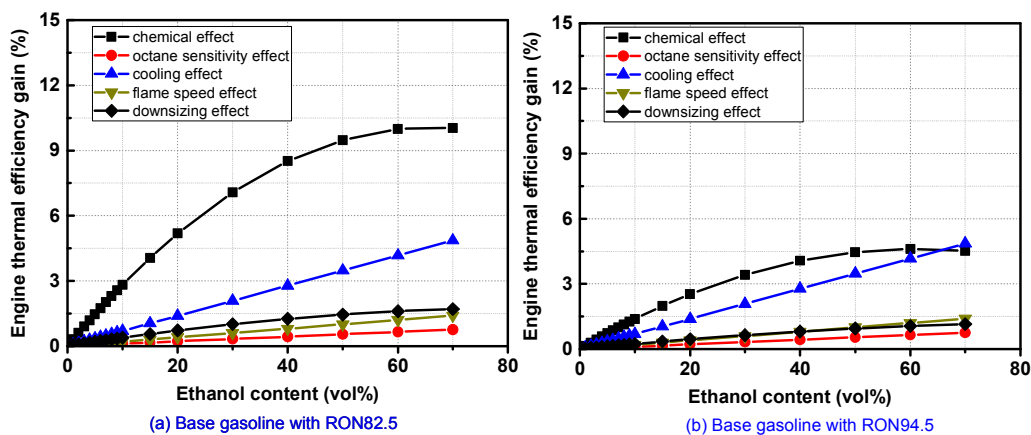 15
12
9
6
3
0
Engine thermal efficiency gain (%)
chemical effect
octane sensitivity effect
cooling effect
flame speed effect
downsizing effect
0 20 40 60 80
Ethanol content (vol%)
(a) Base gasoline with RON82.5
15
12
9
6
3
0
Engine thermal efficiency gain (%)
chemical effect
octane sensitivity effect
cooling effect
flame speed effect
downsizing effect
0 20 40 60 80
Ethanol content (vol%)
(b) Base gasoline with RON94.5